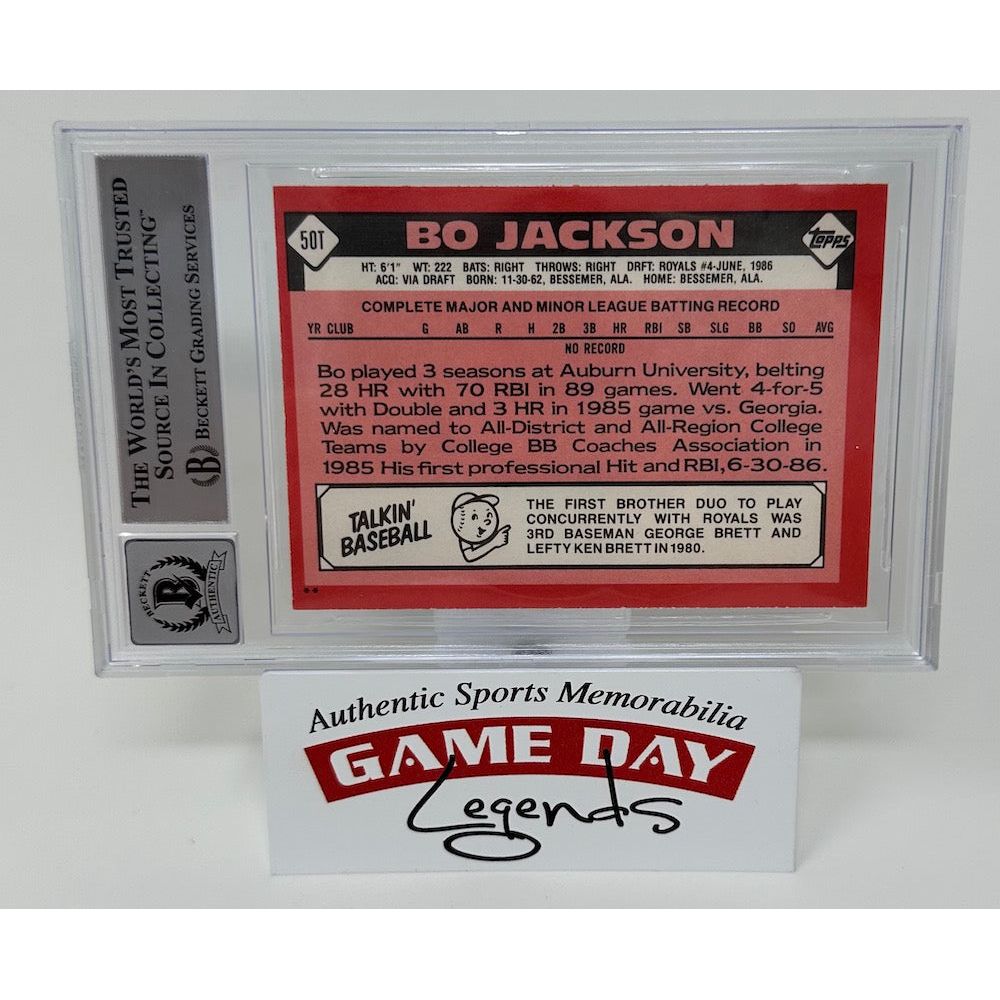 THE WORLD'S MOST TRUSTED
SOURCE IN COLLECTING™
B BECKETT GRADING SERVICES
BECKETT
B
AUTHENTIC
50T
BO JACKSON
Topps
HT: 6'1" WT: 222 BATS: RIGHT THROWS: RIGHT DRFT: ROYALS #4-JUNE, 1986
ACQ: VIA DRAFT BORN: 11-30-62, BESSEMER, ALA. HOME: BESSEMER, ALA.
COMPLETE MAJOR AND MINOR LEAGUE BATTING RECORD
YR CLUB G AB R H 2B 3B HR RBI SB SLG BB SO AVG
NO RECORD
Bo played 3 seasons at Auburn University, belting
28 HR with 70 RBI in 89 games. Went 4-for-5
with Double and 3 HR in 1985 game vs. Georgia.
Was named to All-District and All-Region College
Teams by College BB Coaches Association in
1985 His first professional Hit and RBI, 6-30-86.
TALKIN'
BASEBALL
THE FIRST BROTHER DUO TO PLAY
CONCURRENTLY WITH ROYALS WAS
3RD BASEMAN GEORGE BRETT AND
LEFTY KEN BRETT IN 1980.
**
Authentic Sports Memorabilia
GAME DAY
Legends